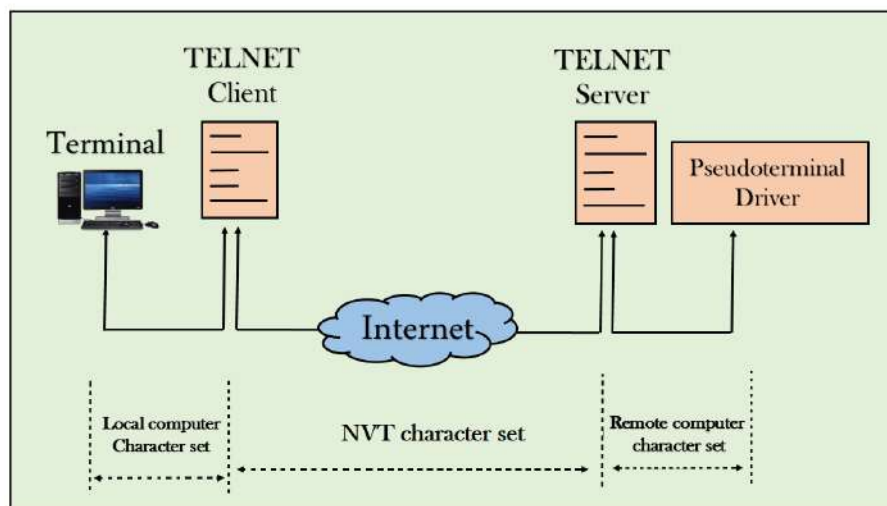 TELNET
Client
TELNET
Server
Terminal
Pseudoterminal
Driver
Internet
Local computer
Character set
NVT character set
Remote computer
character set